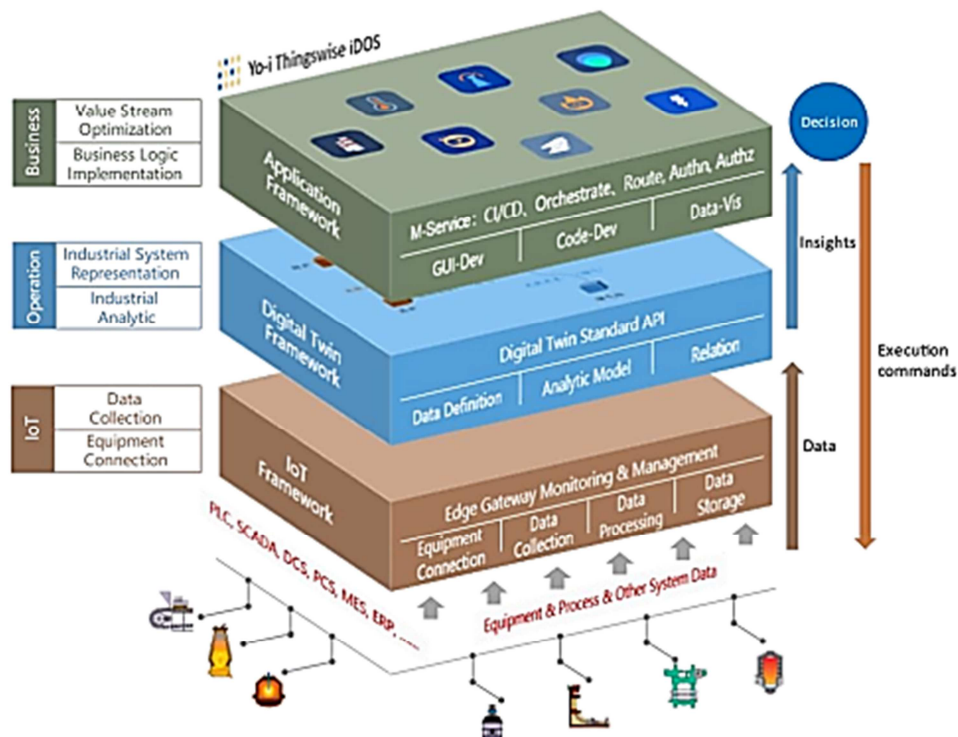 Yo-i Thingswise iDOS
Business
Value Stream
Optimization
Business Logic
Implementation
Application
Framework
M-Service: CI/CD、Orchestrate、Route, Authn, Authz
GUI-Dev
Code-Dev
Data-Vis
Decision
Operation
Industrial System
Representation
Industrial
Analytic
Digital Twin
Framework
Digital Twin Standard API
Data Definition
Analytic Model
Relation
Insights
Execution
commands
IoT
Data
Collection
Equipment
Connection
IoT
Framework
Edge Gateway Monitoring & Management
Equipment
Connection
Data
Collection
Data
Processing
Data
Storage
Data
PLC, SCADA, DCS, PCS, MES, ERP, ......
Equipment & Process & Other System Data